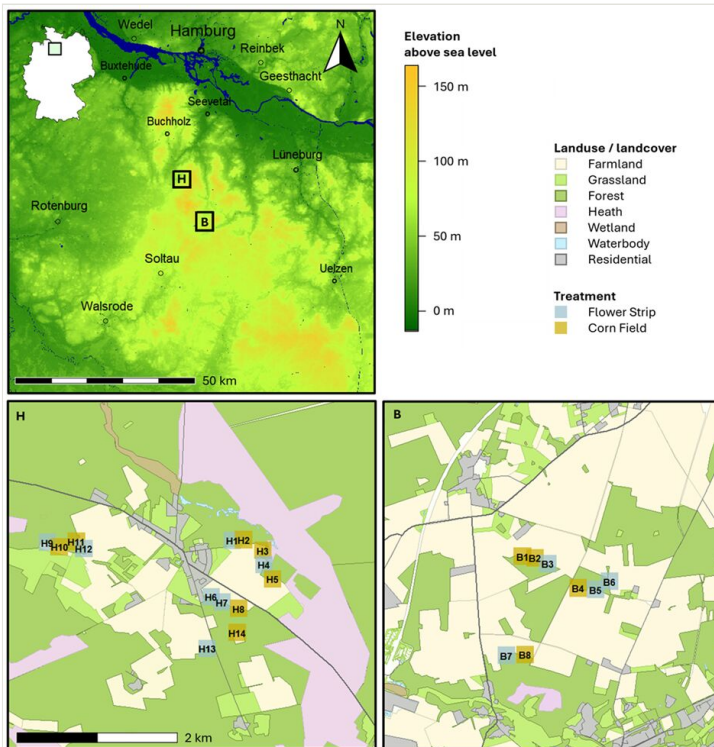 Wedel
Hamburg
N
Reinbek
Buxtehude
Geesthacht
Seevetal
Buchholz
Lüneburg
H
Rotenburg
B
Soltau
Uelzen
Walsrode
50 km
Elevation
above sea level
150 m
100 m
50 m
0 m
Landuse / landcover
Farmland
Grassland
Forest
Heath
Wetland
Waterbody
Residential
Treatment
Flower Strip
Corn Field
H
H9
H10
H11
H12
H1
H2
H3
H4
H5
H6
H7
H8
H14
H13
2 km
B
B1
B2
B3
B4
B5
B6
B7
B8